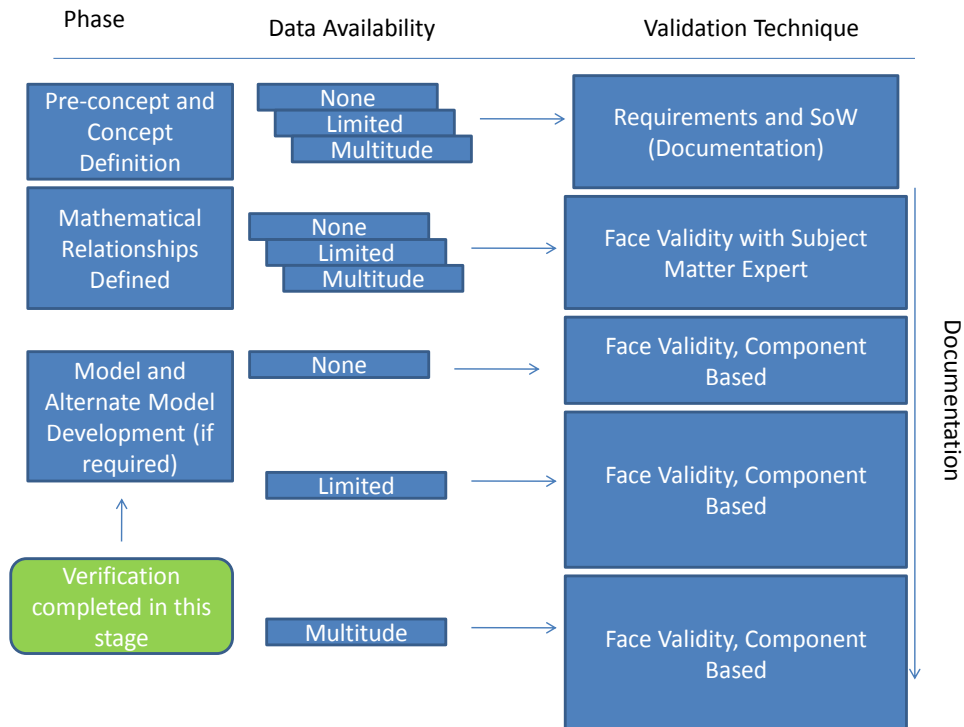 Phase
Data Availability
Validation Technique
Pre-concept and
Concept
Definition
None
Limited
Multitude
Requirements and SoW
(Documentation)
Mathematical
Relationships
Defined
None
Limited
Multitude
Face Validity with Subject
Matter Expert
Model and
Alternate Model
Development (if
required)
None
Face Validity, Component
Based
Limited
Face Validity, Component
Based
Verification
completed in this
stage
Multitude
Face Validity, Component
Based
Documentation